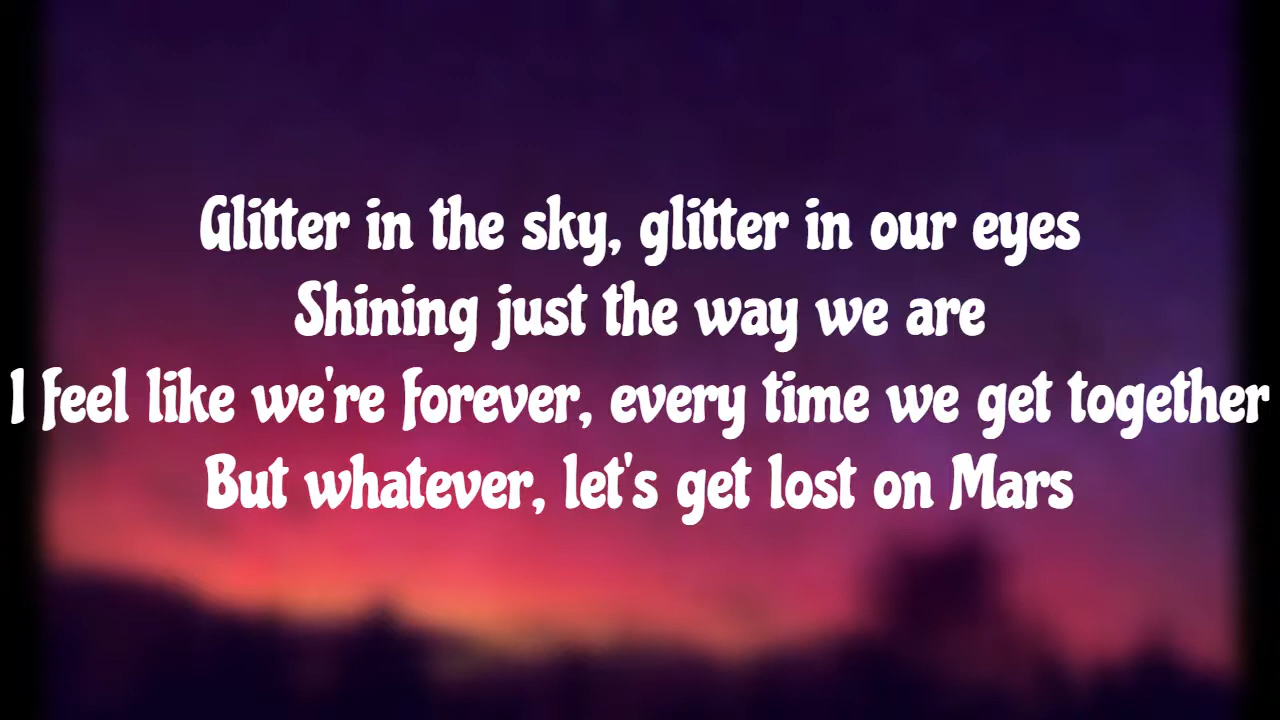 Glitter in the sky, glitter in our eyes
Shining just the way we are
I feel like we're forever, every time we get together
But whatever, let's get lost on Mars